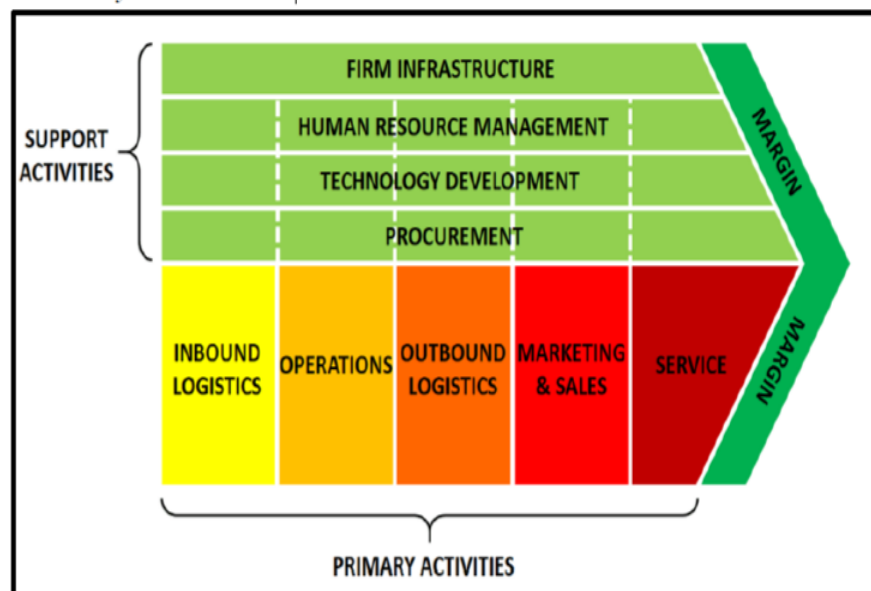 FIRM INFRASTRUCTURE
HUMAN RESOURCE MANAGEMENT
SUPPORT
ACTIVITIES
TECHNOLOGY DEVELOPMENT
PROCUREMENT
MARGIN
INBOUND
LOGISTICS
OPERATIONS
OUTBOUND
LOGISTICS
MARKETING
& SALES
SERVICE
MARGIN
PRIMARY ACTIVITIES